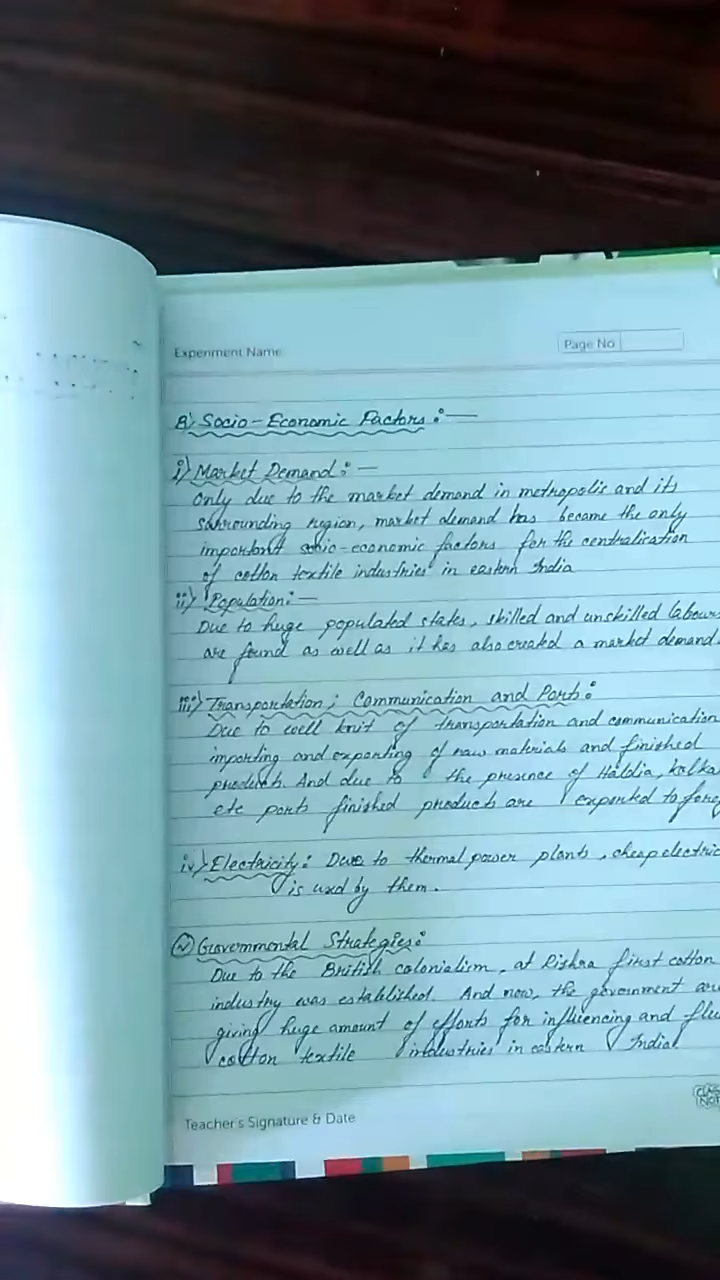 Experiment Name
Page No
B) Socio-Economic Factors :—
i) Market Demand :—
Only due to the market demand in metropolis and its
surrounding region, market demand has became the only
important socio-economic factors for the centralication
of cotton textile industries in eastern India
ii) Population :—
Due to huge populated states, skilled and unskilled labours
are found as well as it has also created a market demand.
iii) Transportation; Communication and Ports :
Due to well knit of transportation and communication
importing and exporting of raw materials and finished
products. And due to the presence of Haldia, kolka
etc ports finished products are exported to foreg
iv) Electricity : Due to thermal power plants, cheap electric
is used by them.
Governmental Strategies :
Due to the British colonialism, at Rishra first cotton
industry was established. And now, the government are
giving huge amount of efforts for influencing and flu
cotton textile industries in eastern India.
Teacher's Signature & Date